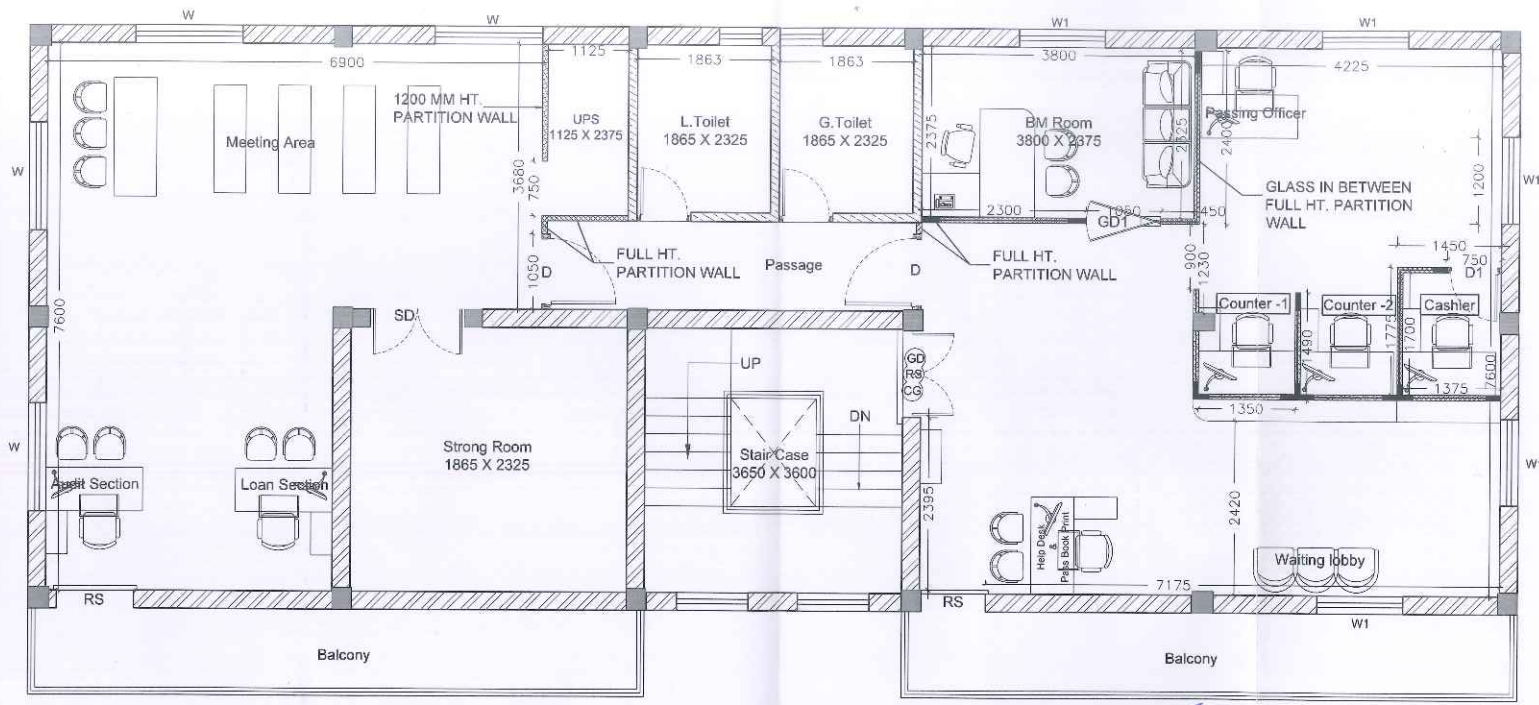 W
W
W1
W1
6900
1125
1863
1863
3800
4225
1200 MM HT.
PARTITION WALL
Meeting Area
UPS
1125 X 2375
L.Toilet
1865 X 2325
G.Toilet
1865 X 2325
2375
BM Room
3800 X 2375
2325
2400
Passing Officer
W
3680
750
1200
W1
GLASS IN BETWEEN
FULL HT. PARTITION
WALL
2300
1050
450
GD1
FULL HT.
PARTITION WALL
Passage
D
D
1050
FULL HT.
PARTITION WALL
900
1230
1450
750
D1
7600
SD
Counter -1
Counter -2
Cashier
1490
1775
1700
7600
1375
1350
UP
DN
GD
RS
CG
W
Strong Room
1865 X 2325
Stair Case
3650 X 3600
Audit Section
Loan Section
2395
2420
W1
Help Desk
&
Pass Book Print
Waiting lobby
7175
RS
RS
W1
Balcony
Balcony